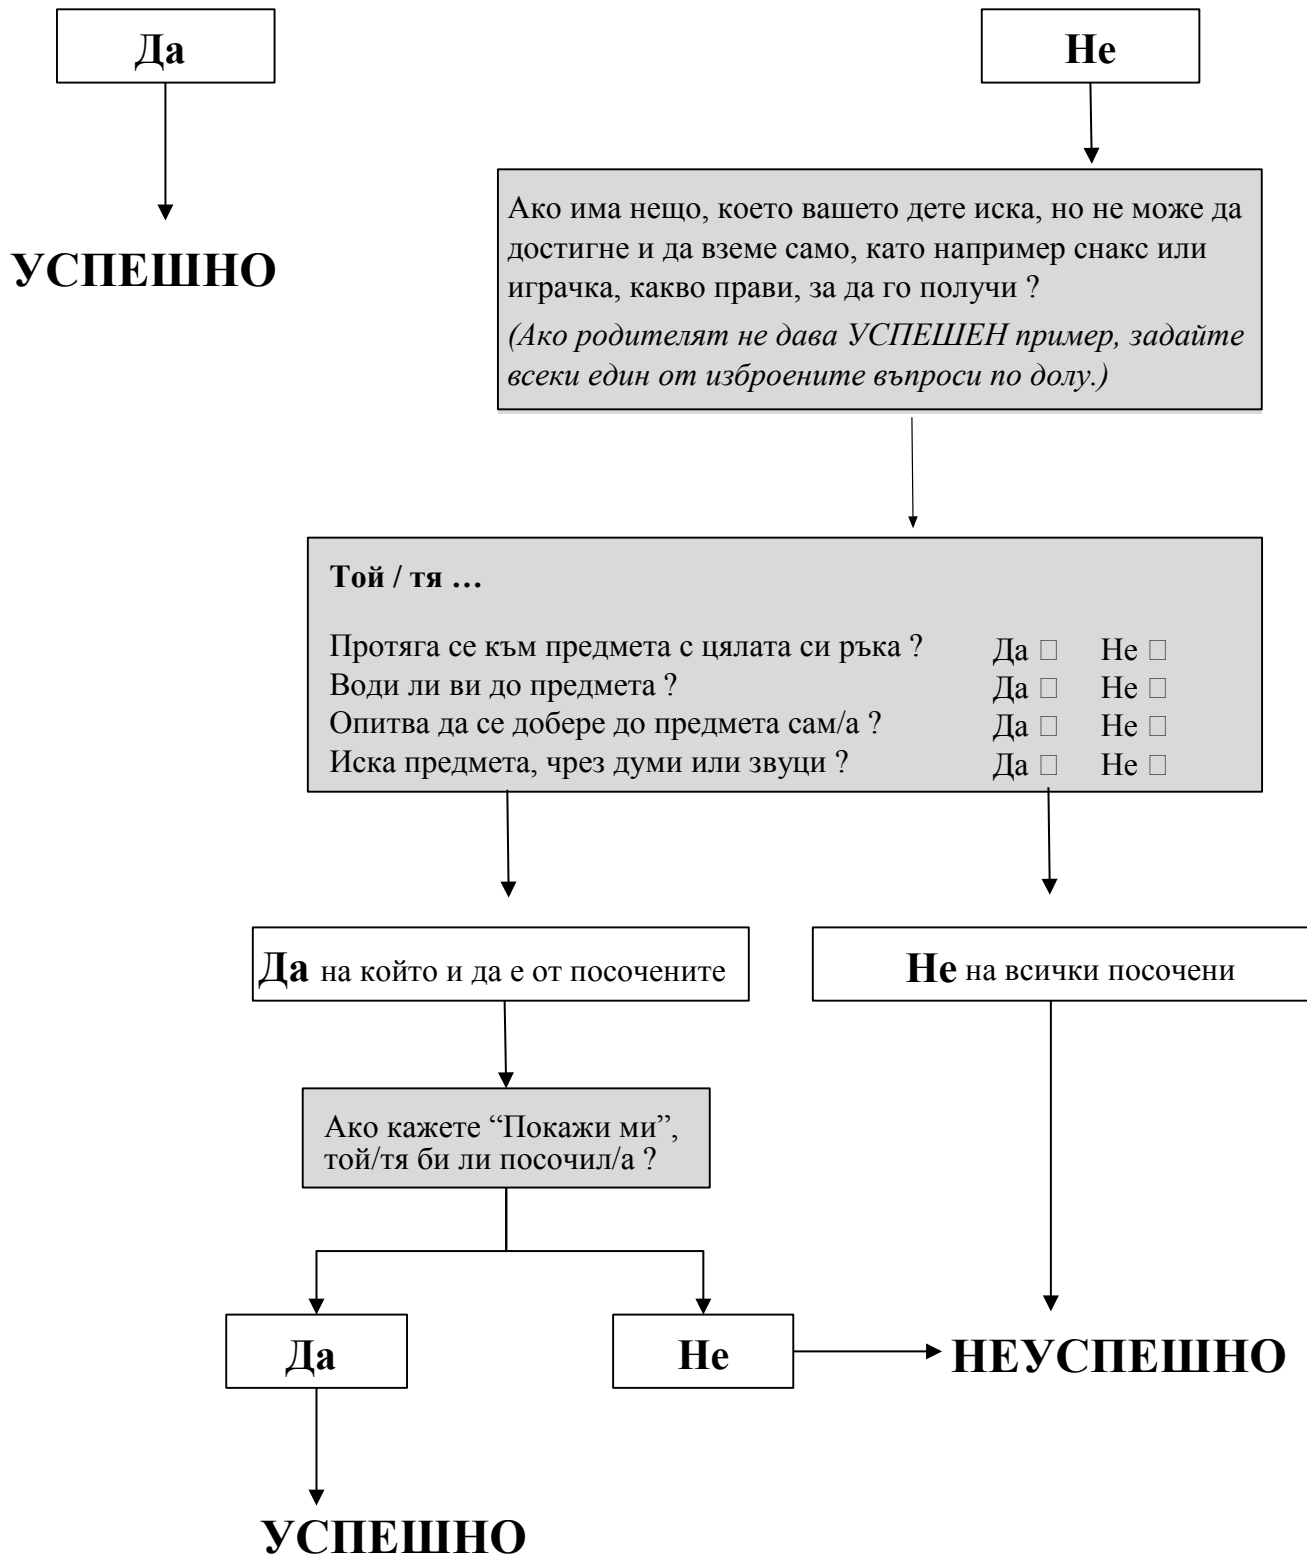 Да
Не
УСПЕШНО
Ако има нещо, което вашето дете иска, но не може да
достигне и да вземе само, като например снакс или
играчка, какво прави, за да го получи ?
(Ако родителят не дава УСПЕШЕН пример, задайте
всеки един от изброените въпроси по долу.)
Той / тя …
Протяга се към предмета с цялата си ръка ? Да □ Не □
Води ли ви до предмета ? Да □ Не □
Опитва да се добере до предмета сам/а ? Да □ Не □
Иска предмета, чрез думи или звуци ? Да □ Не □
Да на който и да е от посочените
Не на всички посочени
Ако кажете “Покажи ми”,
той/тя би ли посочил/а ?
Да
Не
НЕУСПЕШНО
УСПЕШНО